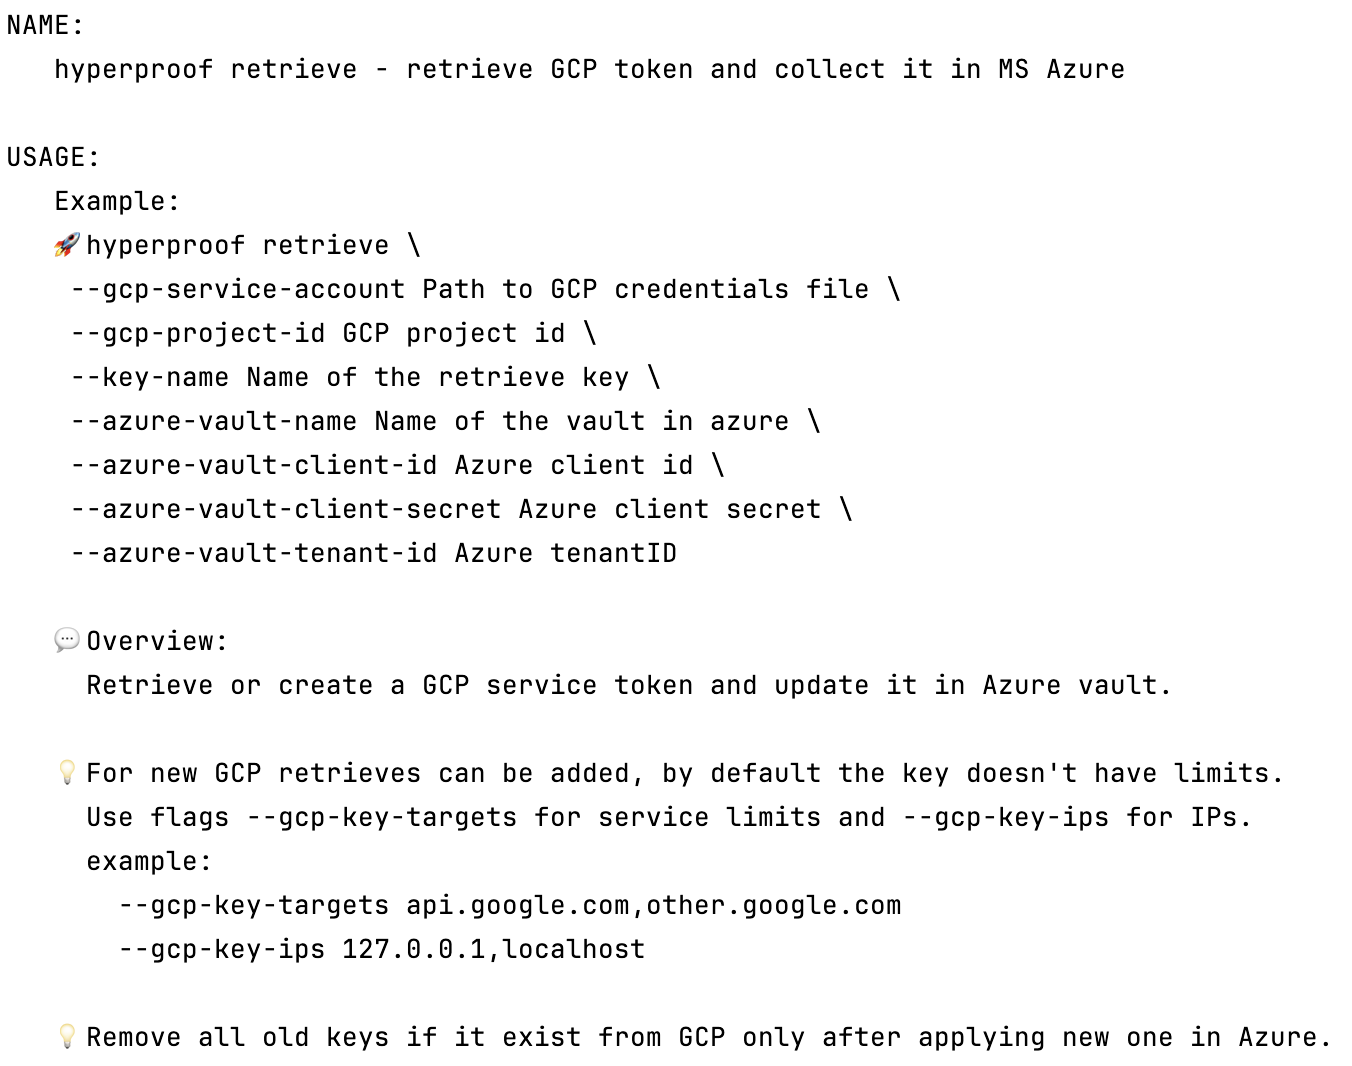 NAME:
hyperproof retrieve - retrieve GCP token and collect it in MS Azure
USAGE:
Example:
🚀hyperproof retrieve \
--gcp-service-account Path to GCP credentials file \
--gcp-project-id GCP project id \
--key-name Name of the retrieve key \
--azure-vault-name Name of the vault in azure \
--azure-vault-client-id Azure client id \
--azure-vault-client-secret Azure client secret \
--azure-vault-tenant-id Azure tenantID
💬Overview:
Retrieve or create a GCP service token and update it in Azure vault.
💡For new GCP retrieves can be added, by default the key doesn't have limits.
Use flags --gcp-key-targets for service limits and --gcp-key-ips for IPs.
example:
--gcp-key-targets api.google.com,other.google.com
--gcp-key-ips 127.0.0.1,localhost
💡Remove all old keys if it exist from GCP only after applying new one in Azure.